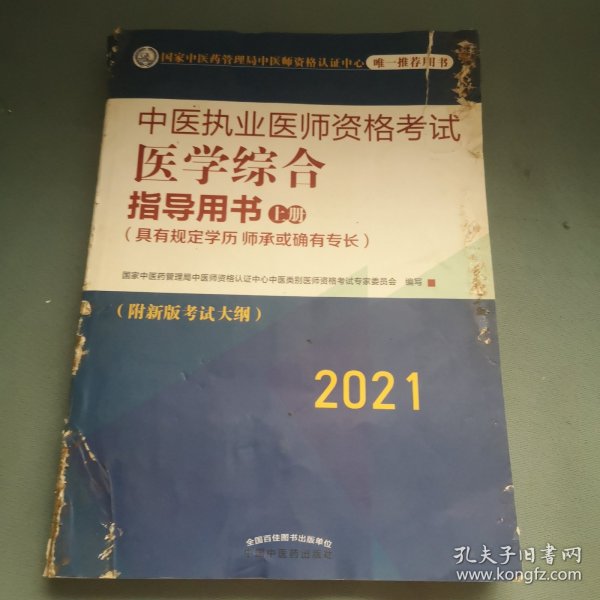 国家中医药管理局中医师资格认证中心 唯一推荐用书
中医执业医师资格考试
医学综合
指导用书 上册
(具有规定学历 师承或确有专长)
国家中医药管理局中医师资格认证中心中医类别医师资格考试专家委员会 编写
(附新版考试大纲)
2021
全国百佳图书出版单位
中国中医药出版社
孔夫子旧书网
www.kongfz.com